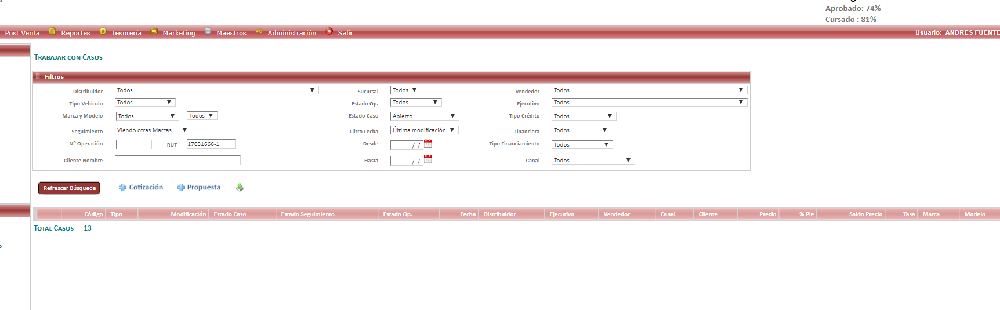 Aprobado: 74%
Cursado : 81%
Post Venta Reportes Tesorería Marketing Maestros Administración Salir Usuario: ANDRES FUENTE
TRABAJAR CON CASOS
Filtros
Distribuidor Todos Sucursal Todos Vendedor Todos
Tipo Vehículo Todos Estado Op. Todos Ejecutivo Todos
Marca y Modelo Todos Todos Estado Caso Abierto Tipo Crédito Todos
Seguimiento Viendo otras Marcas Filtro Fecha Última modificación Financiera Todos
Nº Operación RUT 17031666-1 Desde / / Tipo Financiamiento Todos
Cliente Nombre Hasta / / Canal Todos
Refrescar Búsqueda Cotización Propuesta
Código Tipo Modificación Estado Caso Estado Seguimiento Estado Op. Fecha Distribuidor Ejecutivo Vendedor Canal Cliente Precio % Pie Saldo Precio Tasa Marca Modelo
TOTAL CASOS = 13